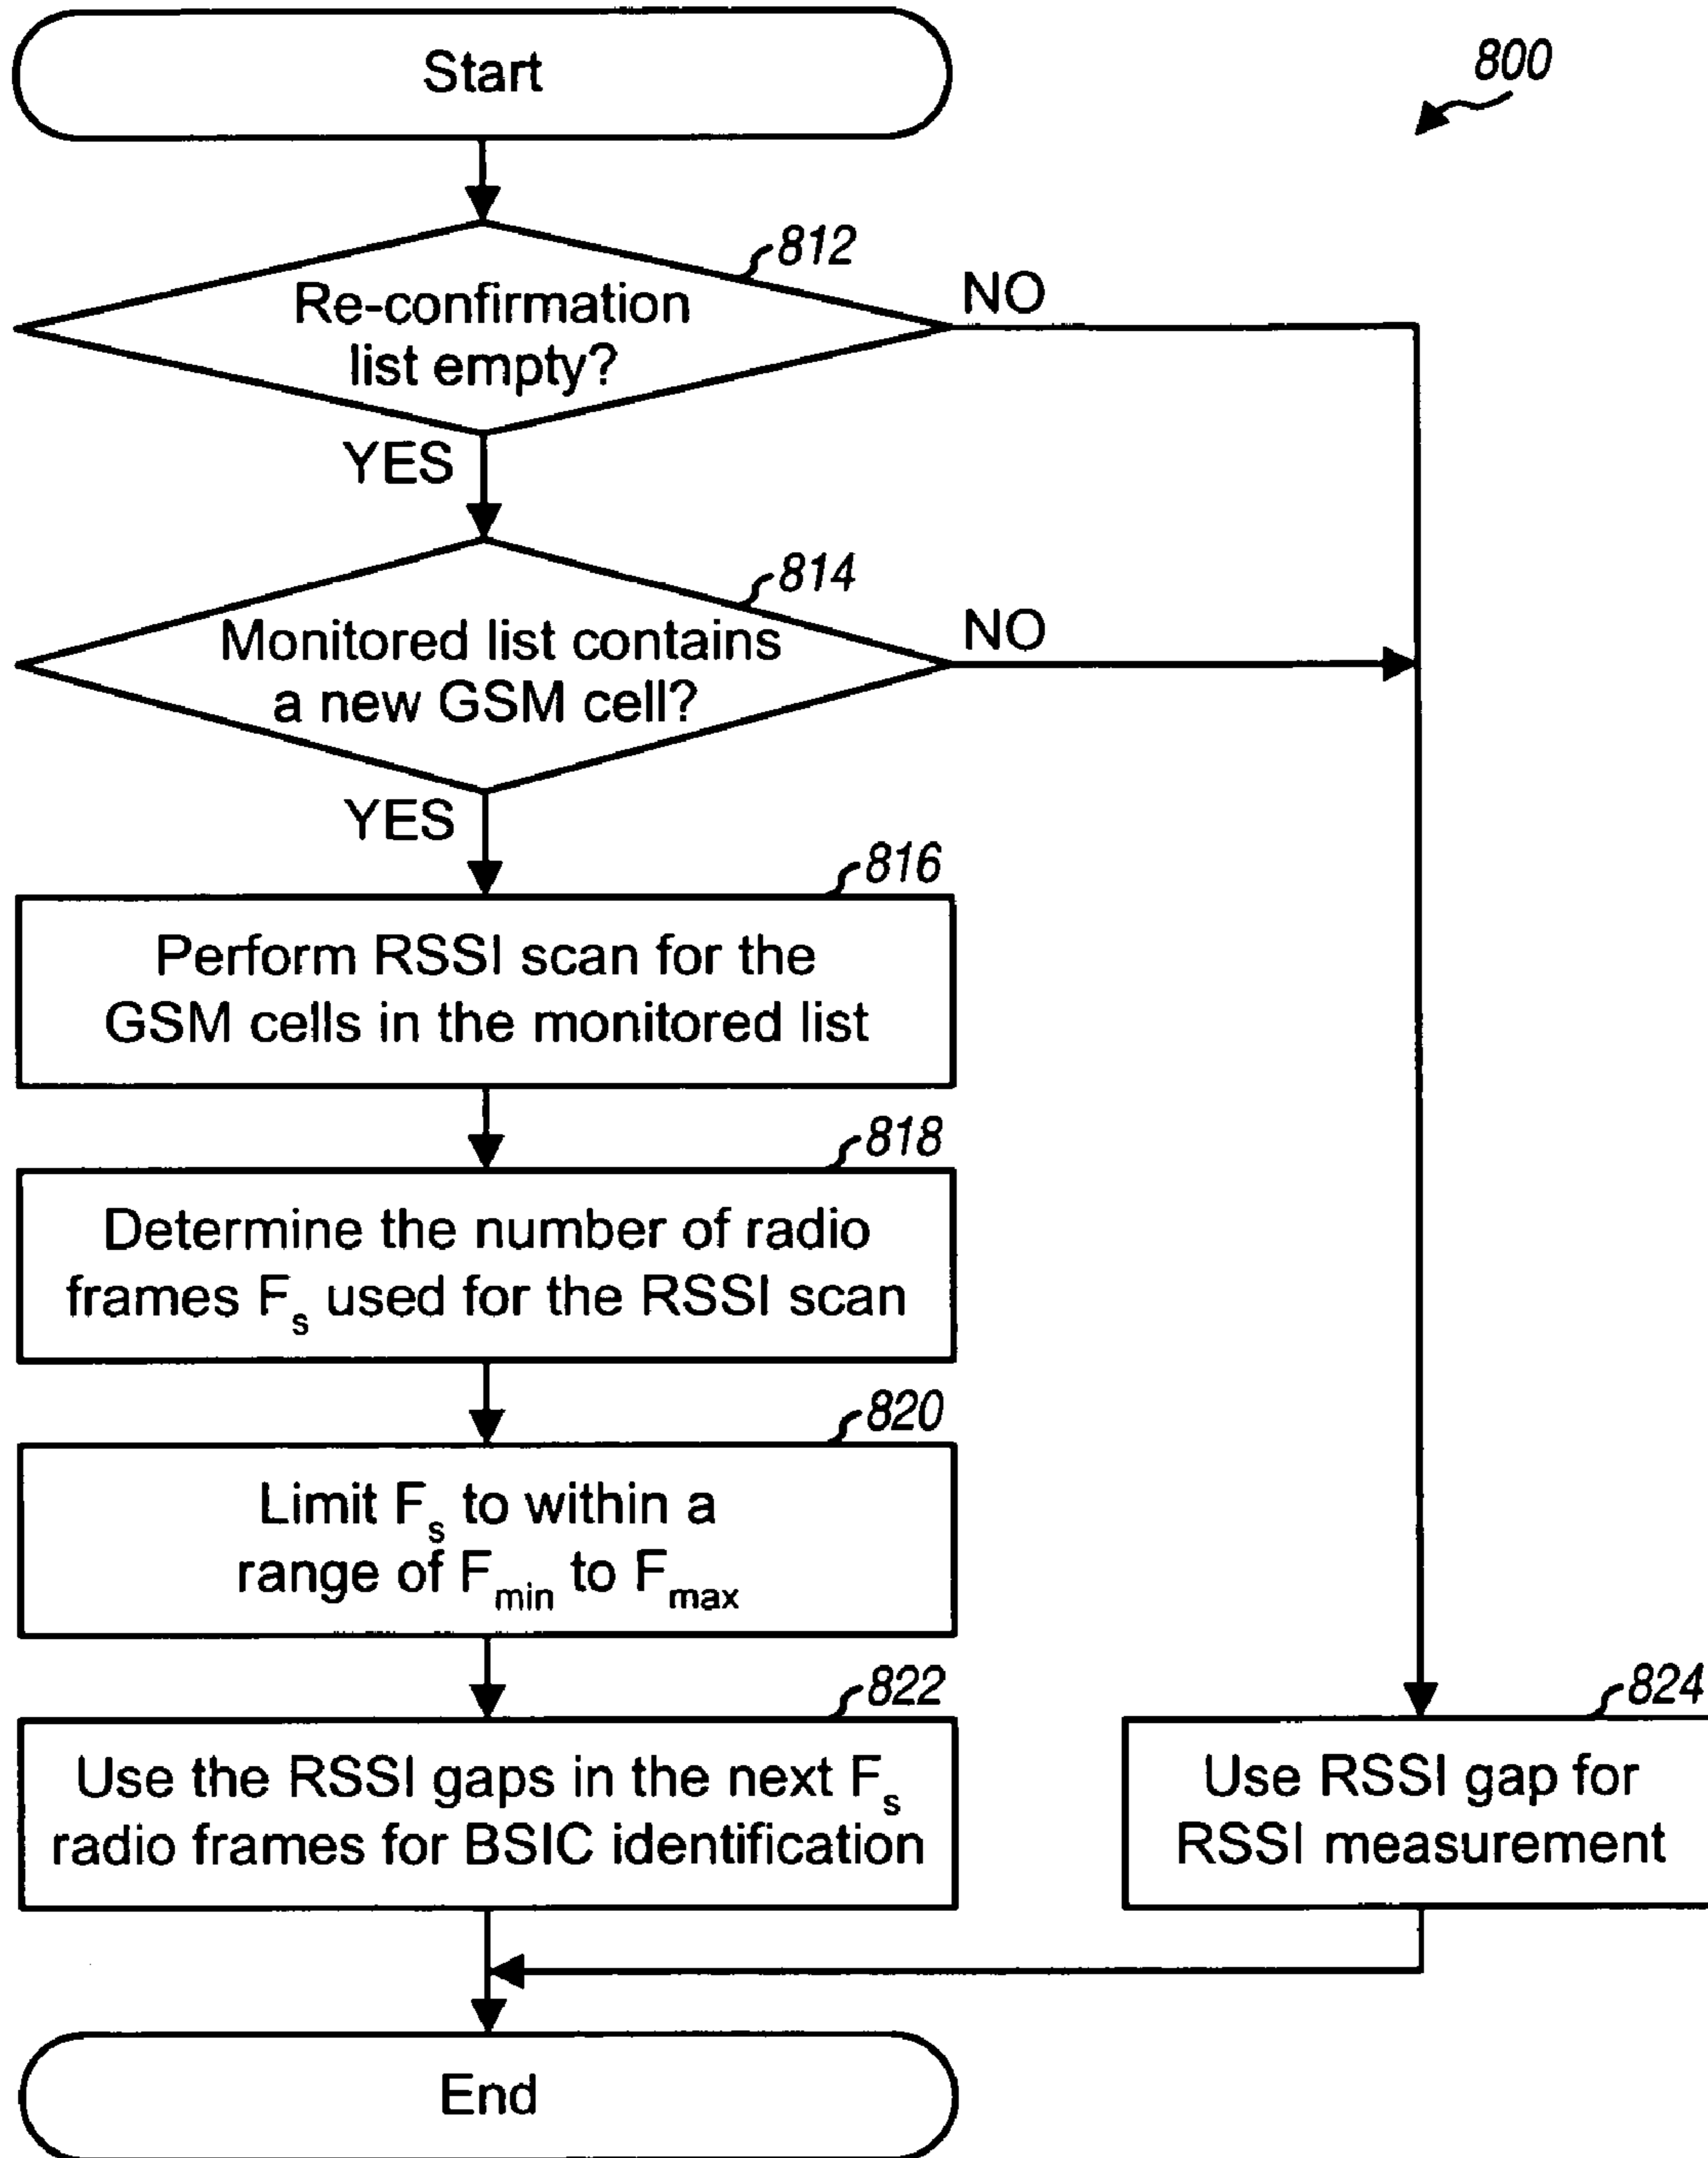 Start
800
812
Re-confirmation
list empty?
NO
YES
814
Monitored list contains
a new GSM cell?
NO
YES
816
Perform RSSI scan for the
GSM cells in the monitored list
818
Determine the number of radio
frames Fs used for the RSSI scan
820
Limit Fs to within a
range of Fmin to Fmax
822
Use the RSSI gaps in the next Fs
radio frames for BSIC identification
824
Use RSSI gap for
RSSI measurement
End